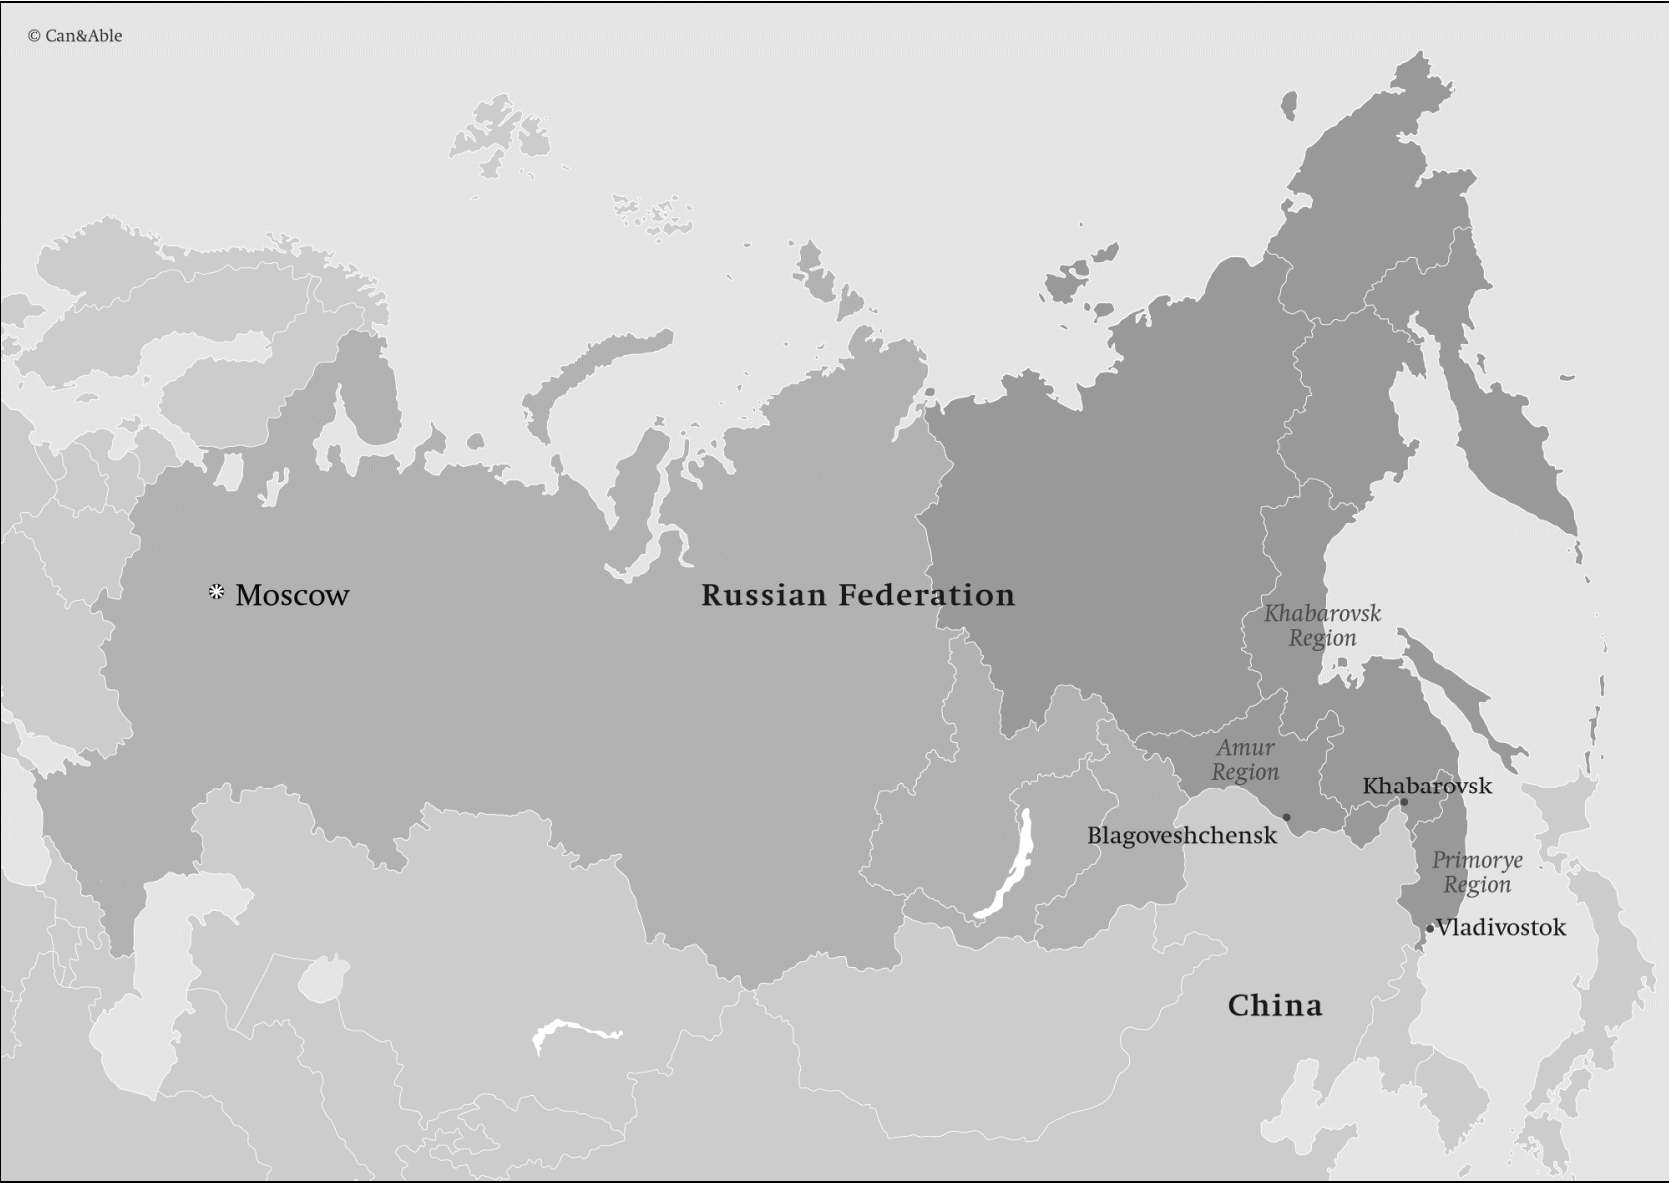 © Can&Able
Moscow
Russian Federation
Khabarovsk
Region
Amur
Region
Khabarovsk
Blagoveshchensk
Primorye
Region
Vladivostok
China